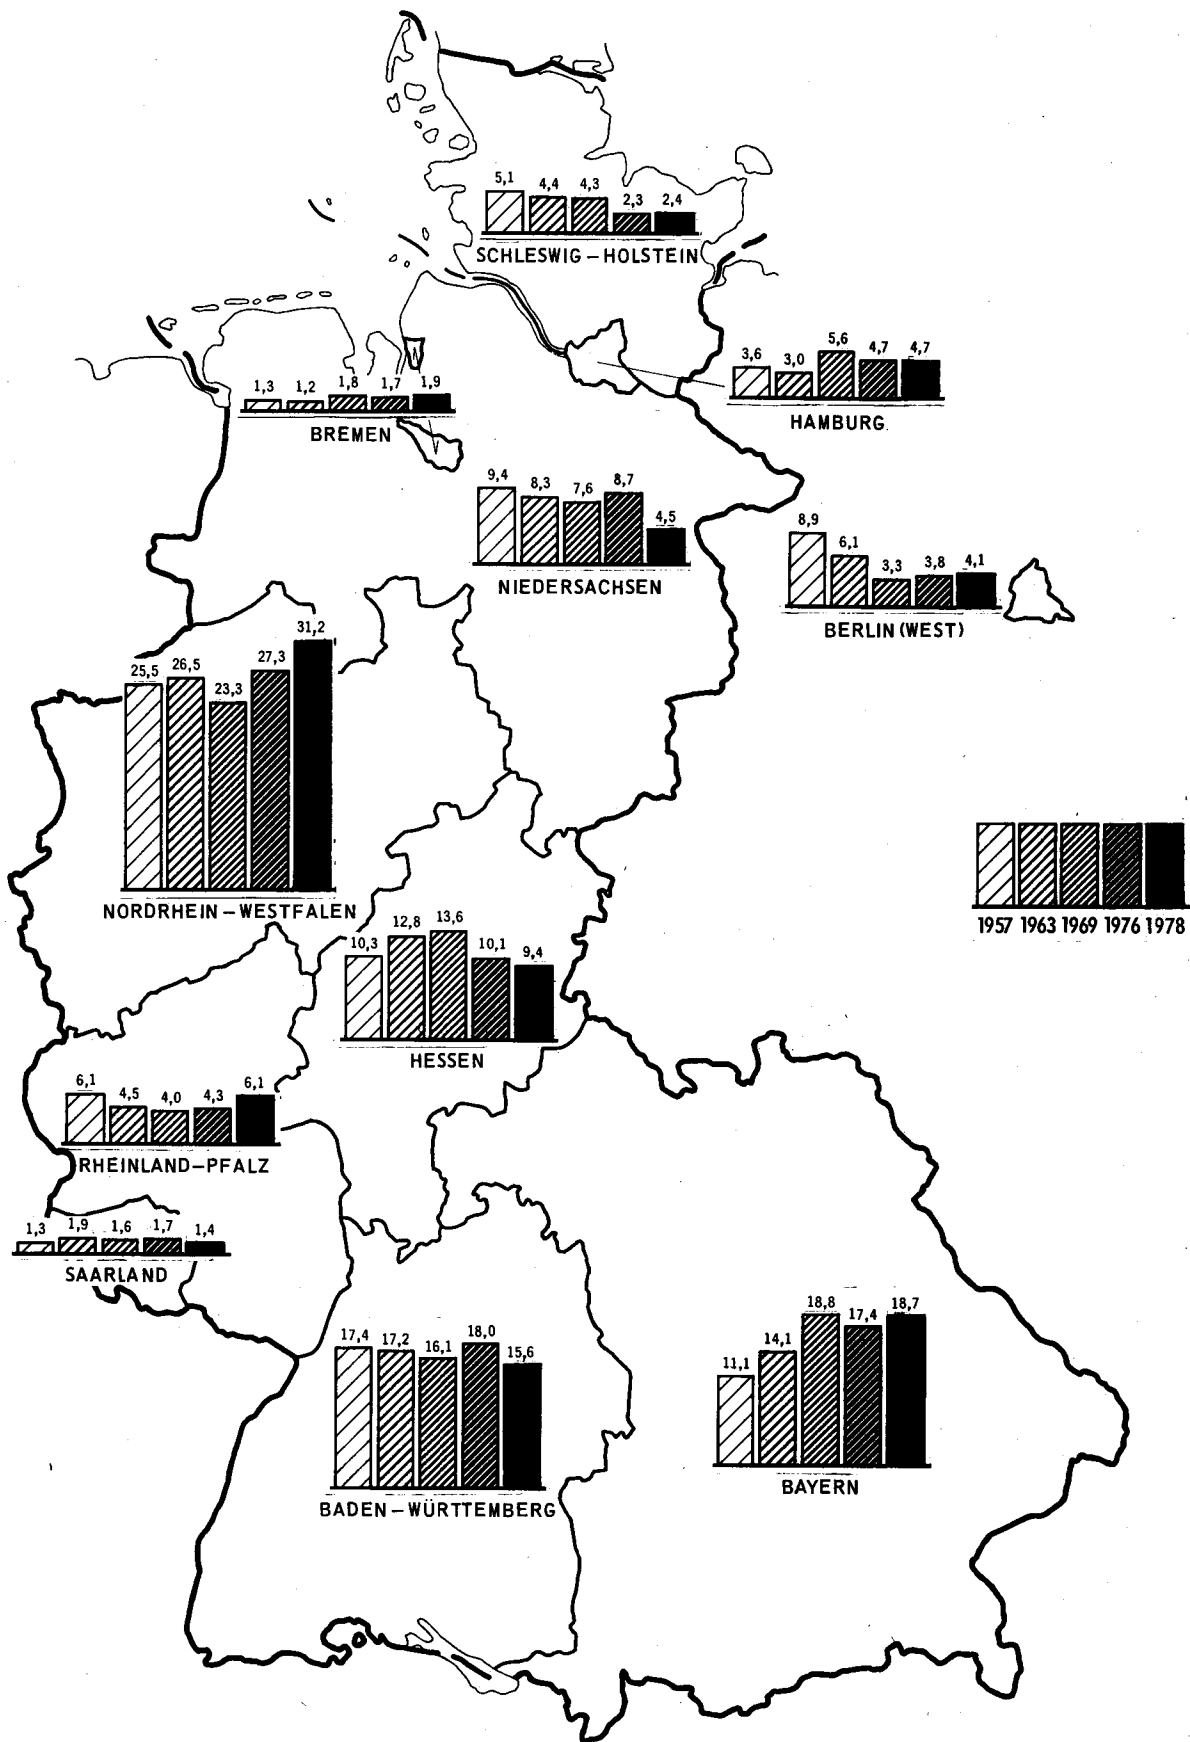 5,1 4,4 4,3 2,3 2,4
SCHLESWIG – HOLSTEIN
3,6 3,0 5,6 4,7 4,7
HAMBURG
1,3 1,2 1,8 1,7 1,9
BREMEN
9,4 8,3 7,6 8,7 4,5
NIEDERSACHSEN
8,9 6,1 3,3 3,8 4,1
BERLIN (WEST)
25,5 26,5 23,3 27,3 31,2
NORDRHEIN – WESTFALEN
1957 1963 1969 1976 1978
10,3 12,8 13,6 10,1 9,4
HESSEN
6,1 4,5 4,0 4,3 6,1
RHEINLAND–PFALZ
1,3 1,9 1,6 1,7 1,4
SAARLAND
17,4 17,2 16,1 18,0 15,6
BADEN – WÜRTTEMBERG
11,1 14,1 18,8 17,4 18,7
BAYERN